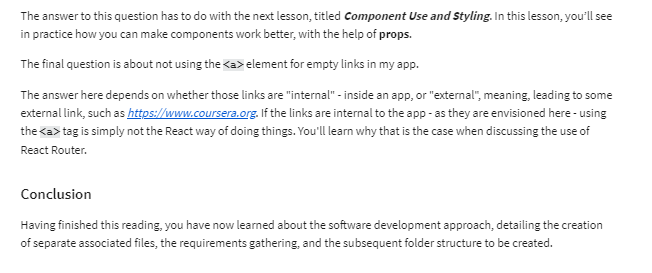 The answer to this question has to do with the next lesson, titled Component Use and Styling. In this lesson, you'll see
in practice how you can make components work better, with the help of props.
The final question is about not using the <a> element for empty links in my app.
The answer here depends on whether those links are "internal" - inside an app, or "external", meaning, leading to some
external link, such as https://www.coursera.org. If the links are internal to the app - as they are envisioned here - using
the <a> tag is simply not the React way of doing things. You'll learn why that is the case when discussing the use of
React Router.
Conclusion
Having finished this reading, you have now learned about the software development approach, detailing the creation
of separate associated files, the requirements gathering, and the subsequent folder structure to be created.